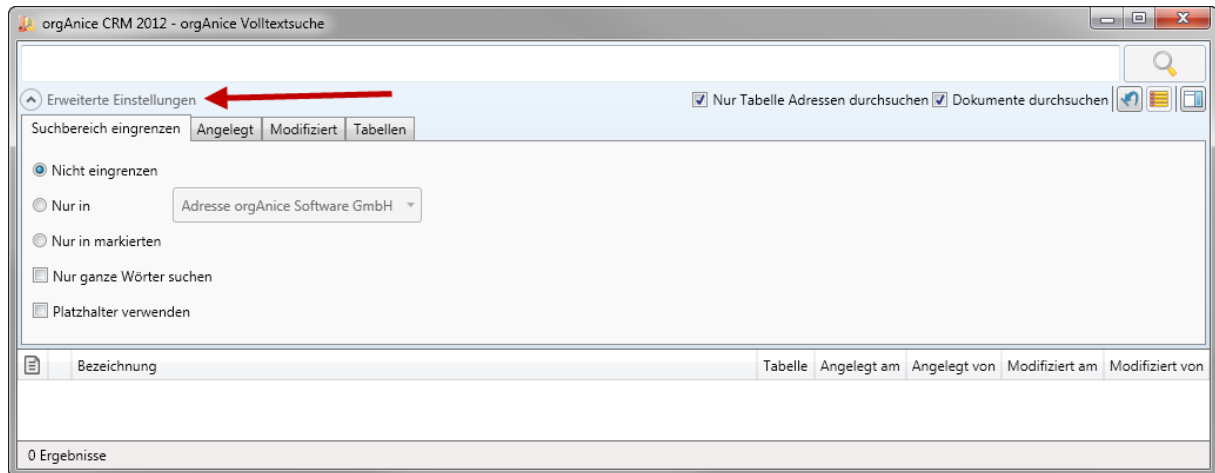 orgAnice CRM 2012 - orgAnice Volltextsuche
Erweiterte Einstellungen
Nur Tabelle Adressen durchsuchen Dokumente durchsuchen
Suchbereich eingrenzen Angelegt Modifiziert Tabellen
Nicht eingrenzen
Nur in Adresse orgAnice Software GmbH
Nur in markierten
Nur ganze Wörter suchen
Platzhalter verwenden
Bezeichnung Tabelle Angelegt am Angelegt von Modifiziert am Modifiziert von
0 Ergebnisse